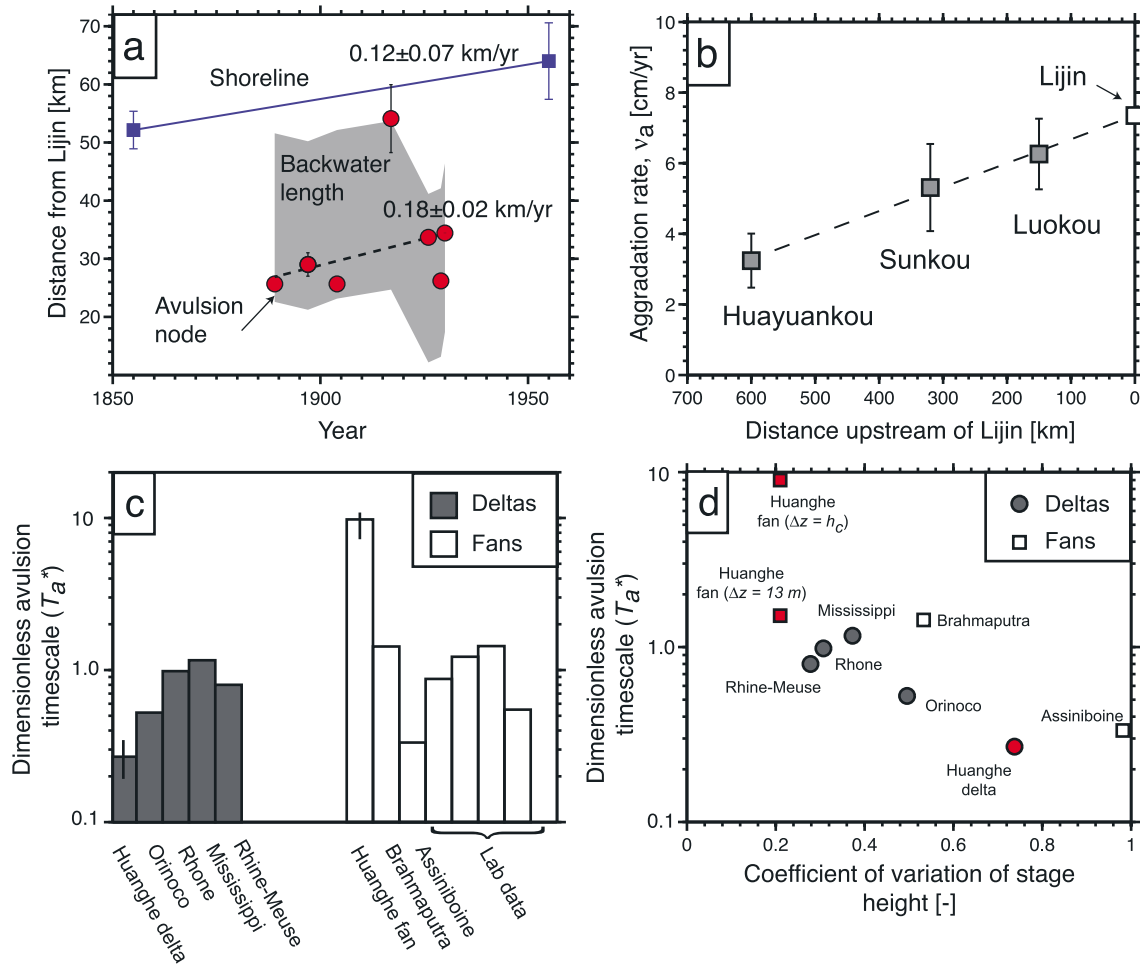 a
70
60
50
40
30
20
Distance from Lijin [km]
0.12±0.07 km/yr
Shoreline
Backwater
length
0.18±0.02 km/yr
Avulsion
node
1850
1900
1950
Year
b
10
8
6
4
2
0
Aggradation rate, va [cm/yr]
Lijin
Luokou
Sunkou
Huayuankou
700
600
500
400
300
200
100
0
Distance upstream of Lijin [km]
c
Deltas
Fans
10
1.0
0.1
Dimensionless avulsion
timescale (Ta*)
Huanghe delta
Orinoco
Rhone
Mississippi
Rhine-Meuse
Huanghe fan
Brahmaputra
Assiniboine
Lab data
d
10
1.0
0.1
Dimensionless avulsion
timescale (Ta*)
Deltas
Fans
Huanghe
fan (Δz = hc)
Huanghe
fan (Δz = 13 m)
Mississippi
Brahmaputra
Rhone
Rhine-Meuse
Orinoco
Assiniboine
Huanghe
delta
0
0.2
0.4
0.6
0.8
1
Coefficient of variation of stage
height [-]